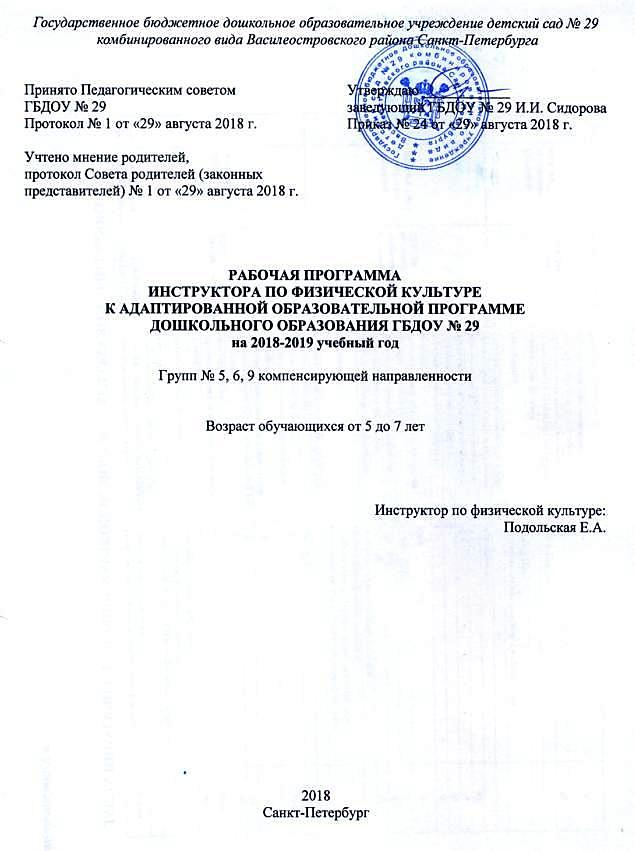 Государственное бюджетное дошкольное образовательное учреждение детский сад № 29
комбинированного вида Василеостровского района Санкт-Петербурга
Принято Педагогическим советом
ГБДОУ № 29
Протокол № 1 от «29» августа 2018 г.
Учтено мнение родителей,
протокол Совета родителей (законных
представителей) № 1 от «29» августа 2018 г.
Утверждаю
заведующий ГБДОУ № 29 И.И. Сидорова
Приказ № 24 от «29» августа 2018 г.
РАБОЧАЯ ПРОГРАММА
ИНСТРУКТОРА ПО ФИЗИЧЕСКОЙ КУЛЬТУРЕ
К АДАПТИРОВАННОЙ ОБРАЗОВАТЕЛЬНОЙ ПРОГРАММЕ
ДОШКОЛЬНОГО ОБРАЗОВАНИЯ ГБДОУ № 29
на 2018-2019 учебный год
Групп № 5, 6, 9 компенсирующей направленности
Возраст обучающихся от 5 до 7 лет
Инструктор по физической культуре:
Подольская Е.А.
2018
Санкт-Петербург